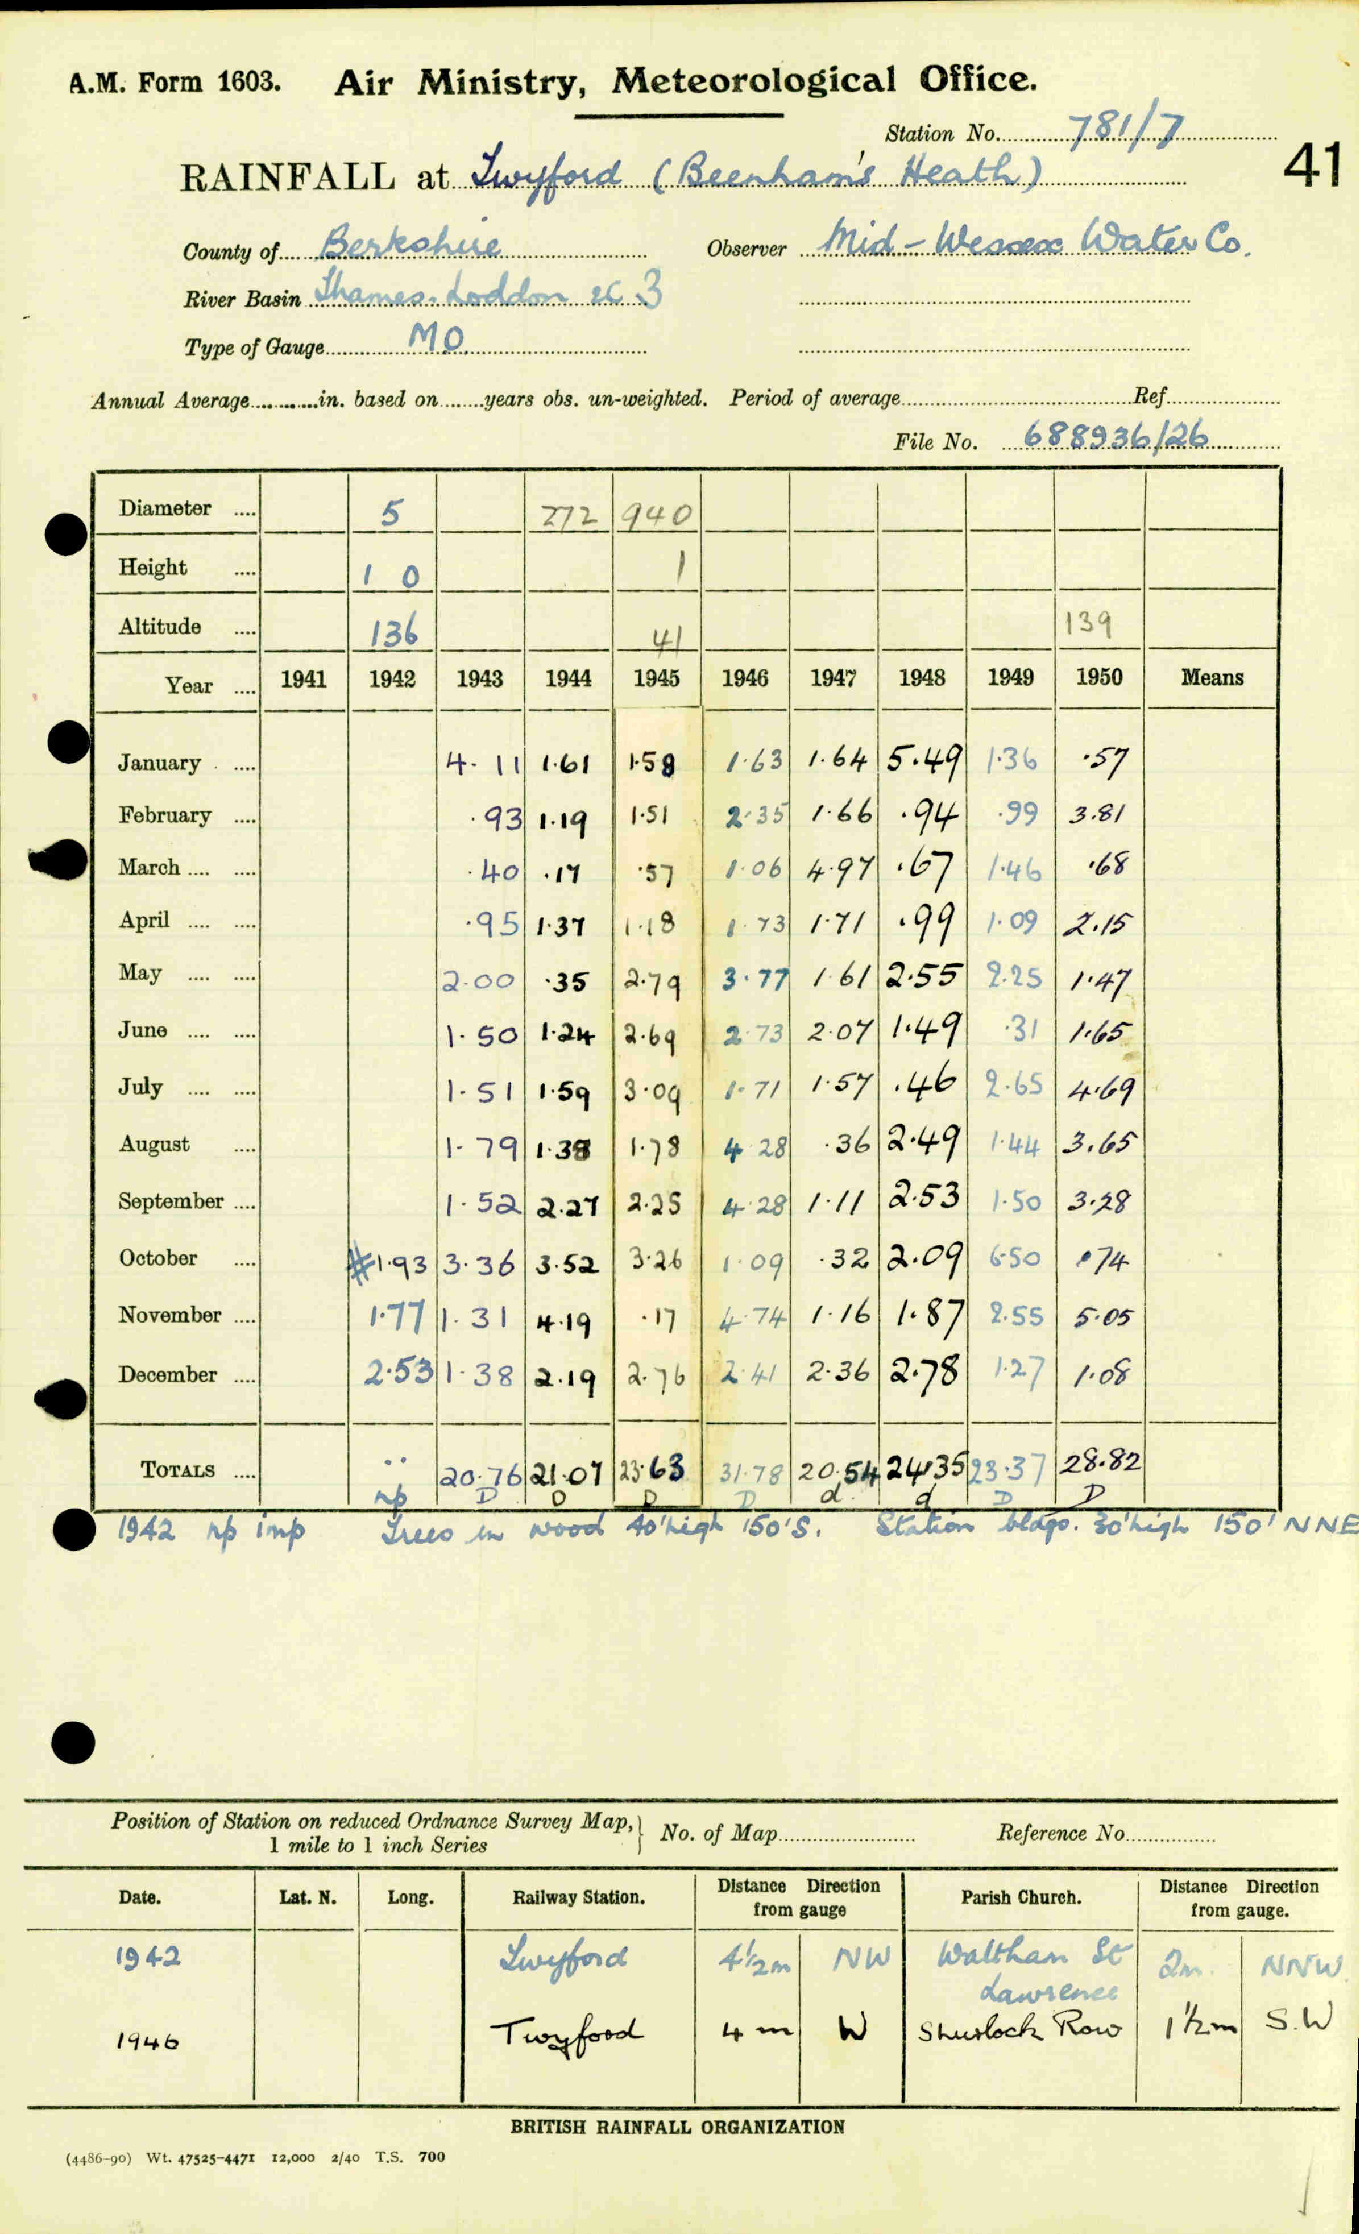 A.M. Form 1603. Air Ministry, Meteorological Office.
Station No. 781/7
41
RAINFALL at Twyford (Beenham's Heath)
County of Berkshire Observer Mid-Wessex Water Co.
River Basin Thames-Loddon 2C 3
Type of Gauge MO
Annual Average in. based on years obs. un-weighted. Period of average Ref
File No. 688936/26
Diameter 5 272 940
Height 1 0 1
Altitude 136 41 139
Year 1941 1942 1943 1944 1945 1946 1947 1948 1949 1950 Means
January 4.11 1.61 1.58 1.63 1.64 5.49 1.36 .57
February .93 1.19 1.51 2.35 1.66 .94 .99 3.81
March .40 .17 .57 1.06 4.97 .67 1.46 .68
April .95 1.37 1.18 1.73 1.71 .99 1.09 2.15
May 2.00 .35 2.79 3.77 1.61 2.55 2.25 1.47
June 1.50 1.24 2.69 2.73 2.07 1.49 .31 1.65
July 1.51 1.59 3.09 1.71 1.57 .46 2.65 4.69
August 1.79 1.38 1.78 4.28 .36 2.49 1.44 3.65
September 1.52 2.27 2.25 4.28 1.11 2.53 1.50 3.28
October #1.93 3.36 3.52 3.26 1.09 .32 2.09 6.50 .74
November 1.77 1.31 4.19 .17 4.74 1.16 1.87 2.55 5.05
December 2.53 1.38 2.19 2.76 2.41 2.36 2.78 1.27 1.08
TOTALS .. 20.76 21.07 23.63 31.78 20.54 24.35 23.37 28.82
np D D D D d d D D
1942 np imp Trees in wood 40' high 150' S. Station bldgs. 30' high 150' NNE
Position of Station on reduced Ordnance Survey Map, } No. of Map Reference No.
1 mile to 1 inch Series
Date. Lat. N. Long. Railway Station. Distance Direction from gauge Parish Church. Distance Direction from gauge.
1942 Twyford 4½m NW Waltham St Lawrence 2m. NNW.
1946 Twyford 4 m W Shurlock Row 1½m S.W
BRITISH RAINFALL ORGANIZATION
(4486-90) Wt. 47525-4471 12,000 2/40 T.S. 700